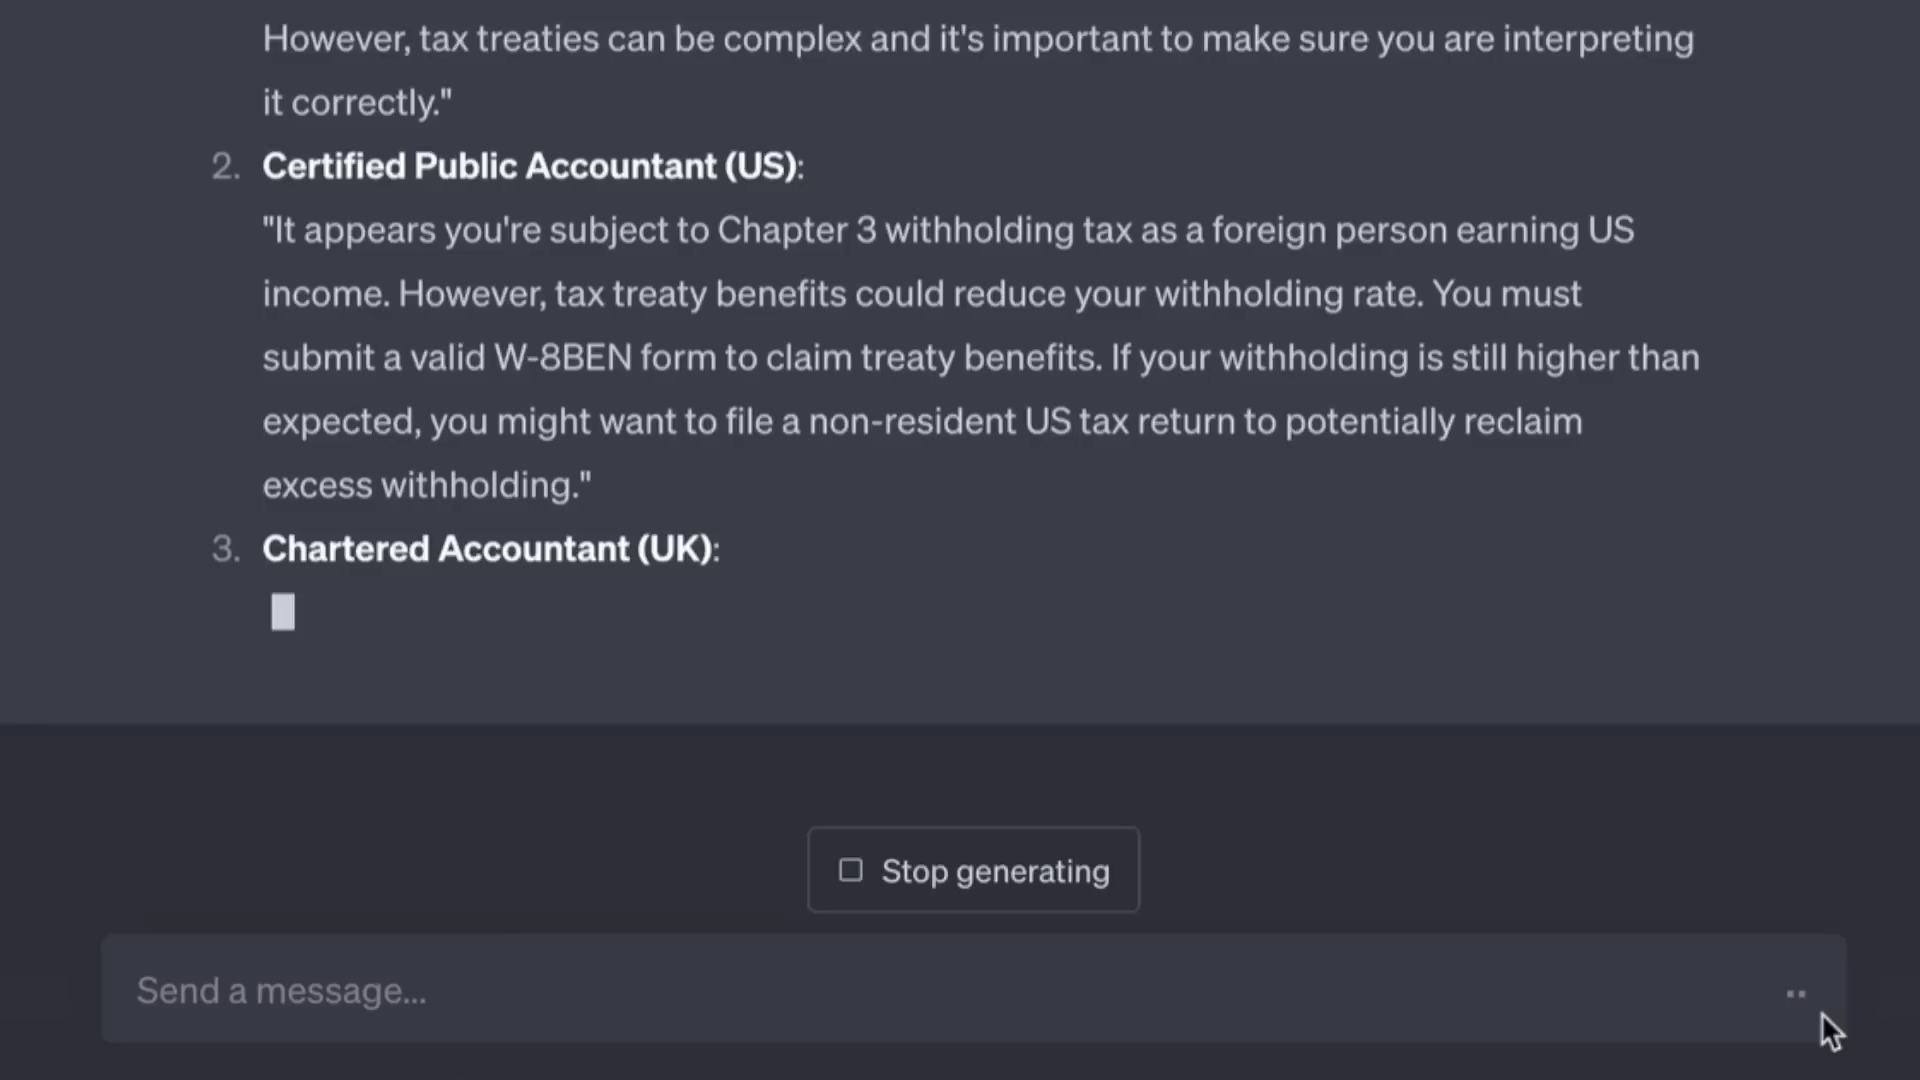 However, tax treaties can be complex and it's important to make sure you are interpreting
it correctly."
2. Certified Public Accountant (US):
"It appears you're subject to Chapter 3 withholding tax as a foreign person earning US
income. However, tax treaty benefits could reduce your withholding rate. You must
submit a valid W-8BEN form to claim treaty benefits. If your withholding is still higher than
expected, you might want to file a non-resident US tax return to potentially reclaim
excess withholding."
3. Chartered Accountant (UK):
Stop generating
Send a message...